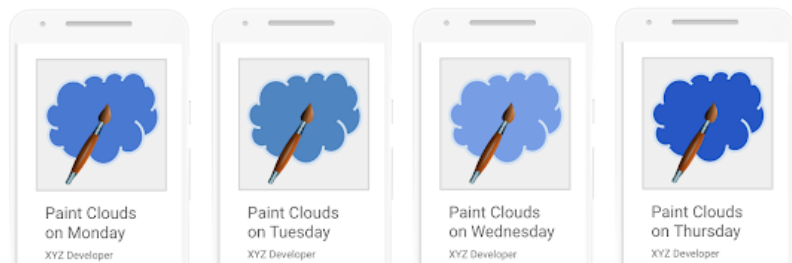 Paint Clouds
on Monday
XYZ Developer
Paint Clouds
on Tuesday
XYZ Developer
Paint Clouds
on Wednesday
XYZ Developer
Paint Clouds
on Thursday
XYZ Developer